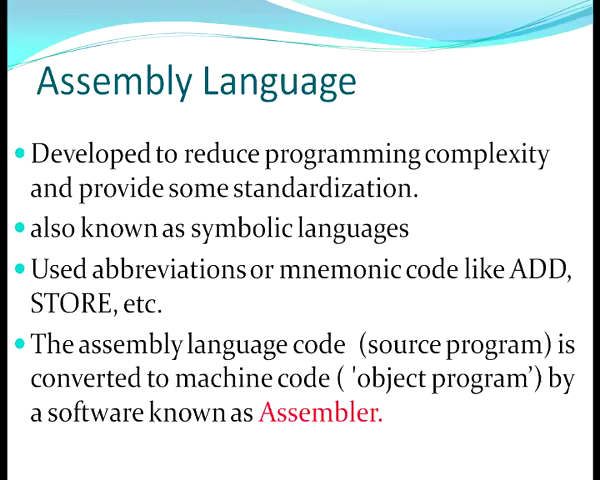 Assembly Language
Developed to reduce programming complexity
and provide some standardization.
also known as symbolic languages
Used abbreviations or mnemonic code like ADD,
STORE, etc.
The assembly language code (source program) is
converted to machine code ( 'object program’) by
a software known as Assembler.